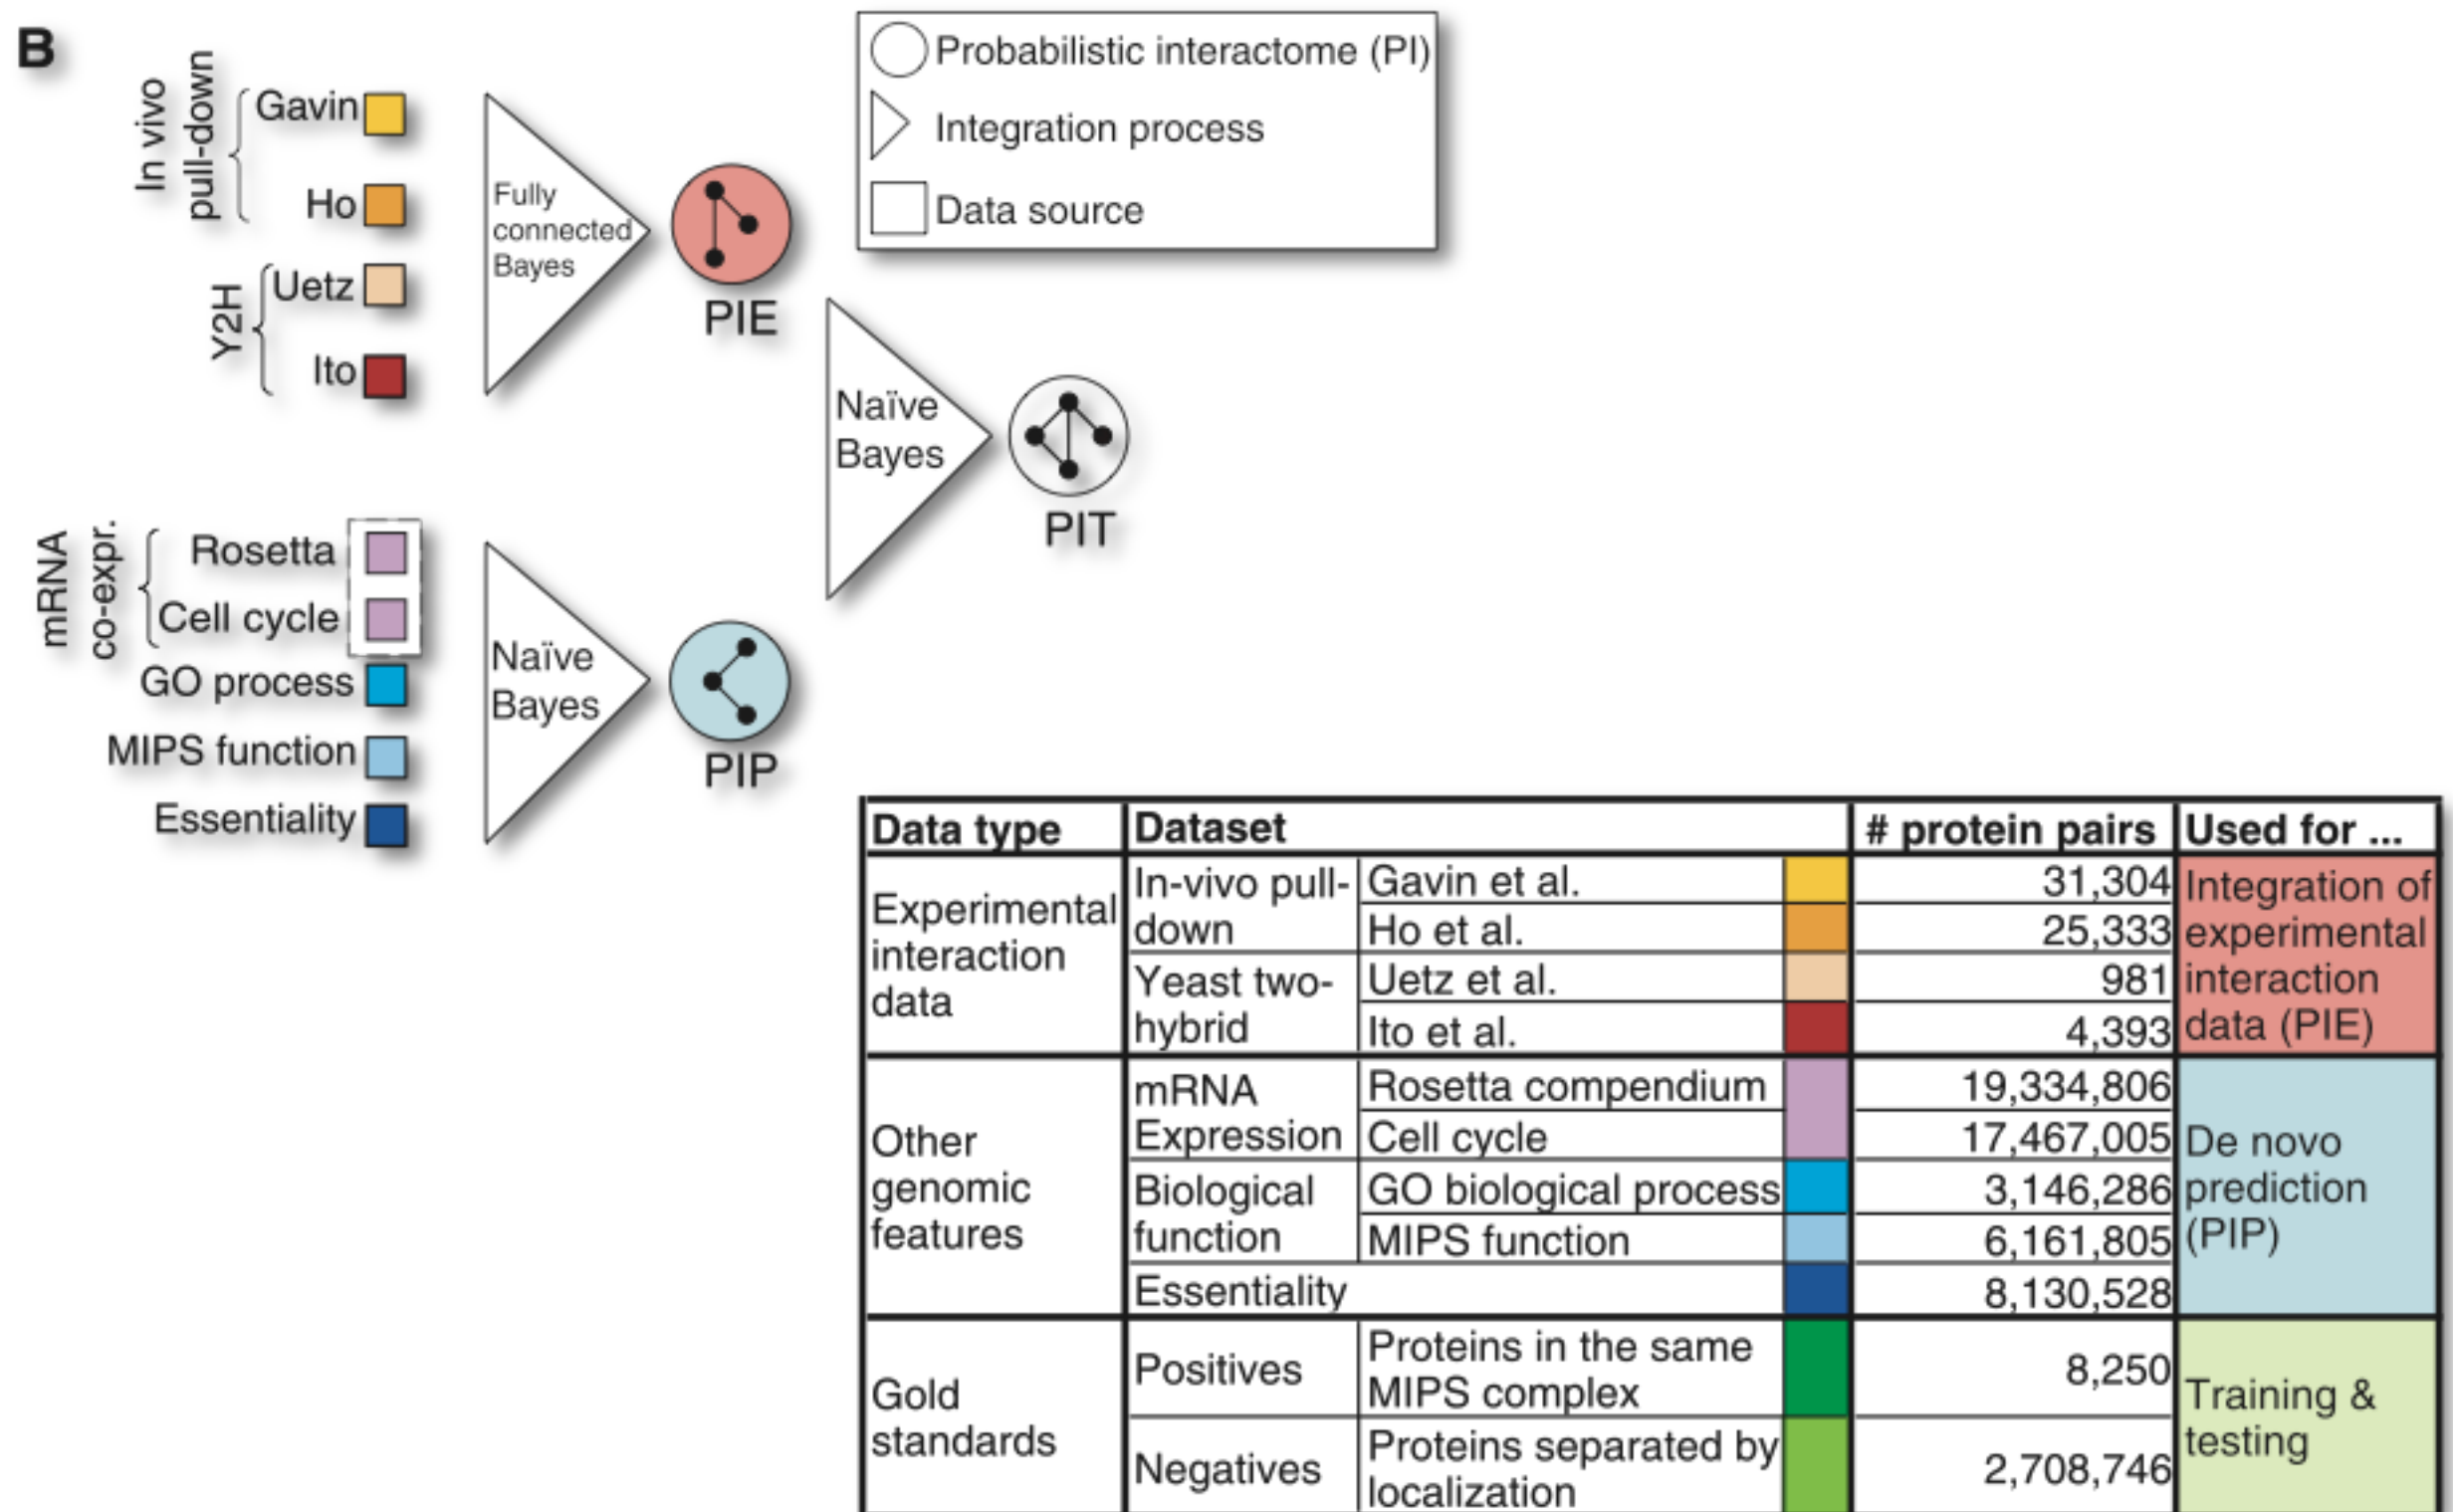 B
In vivo
pull-down
Gavin
Ho
Y2H
Uetz
Ito
Fully
connected
Bayes
PIE
Probabilistic interactome (PI)
Integration process
Data source
Naïve
Bayes
PIT
mRNA
co-expr.
Rosetta
Cell cycle
GO process
MIPS function
Essentiality
Naïve
Bayes
PIP
Data type Dataset # protein pairs Used for ...
Experimental
interaction
data
In-vivo pull-
down
Gavin et al. 31,304
Ho et al. 25,333
Yeast two-
hybrid
Uetz et al. 981
Ito et al. 4,393
Integration of
experimental
interaction
data (PIE)
Other
genomic
features
mRNA
Expression
Rosetta compendium 19,334,806
Cell cycle 17,467,005
Biological
function
GO biological process 3,146,286
MIPS function 6,161,805
Essentiality 8,130,528
De novo
prediction
(PIP)
Gold
standards
Positives
Proteins in the same
MIPS complex
8,250
Negatives
Proteins separated by
localization
2,708,746
Training &
testing